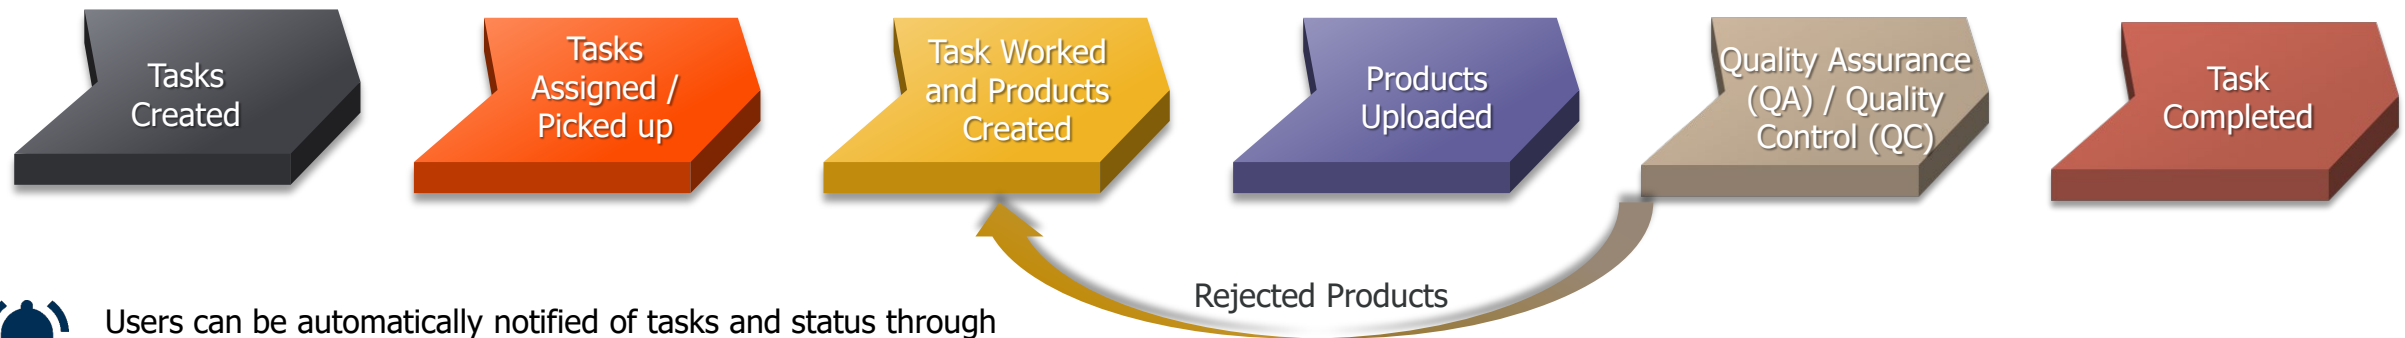 Tasks
Created
Tasks
Assigned /
Picked up
Task Worked
and Products
Created
Products
Uploaded
Quality Assurance
(QA) / Quality
Control (QC)
Task
Completed
Rejected Products
Users can be automatically notified of tasks and status through